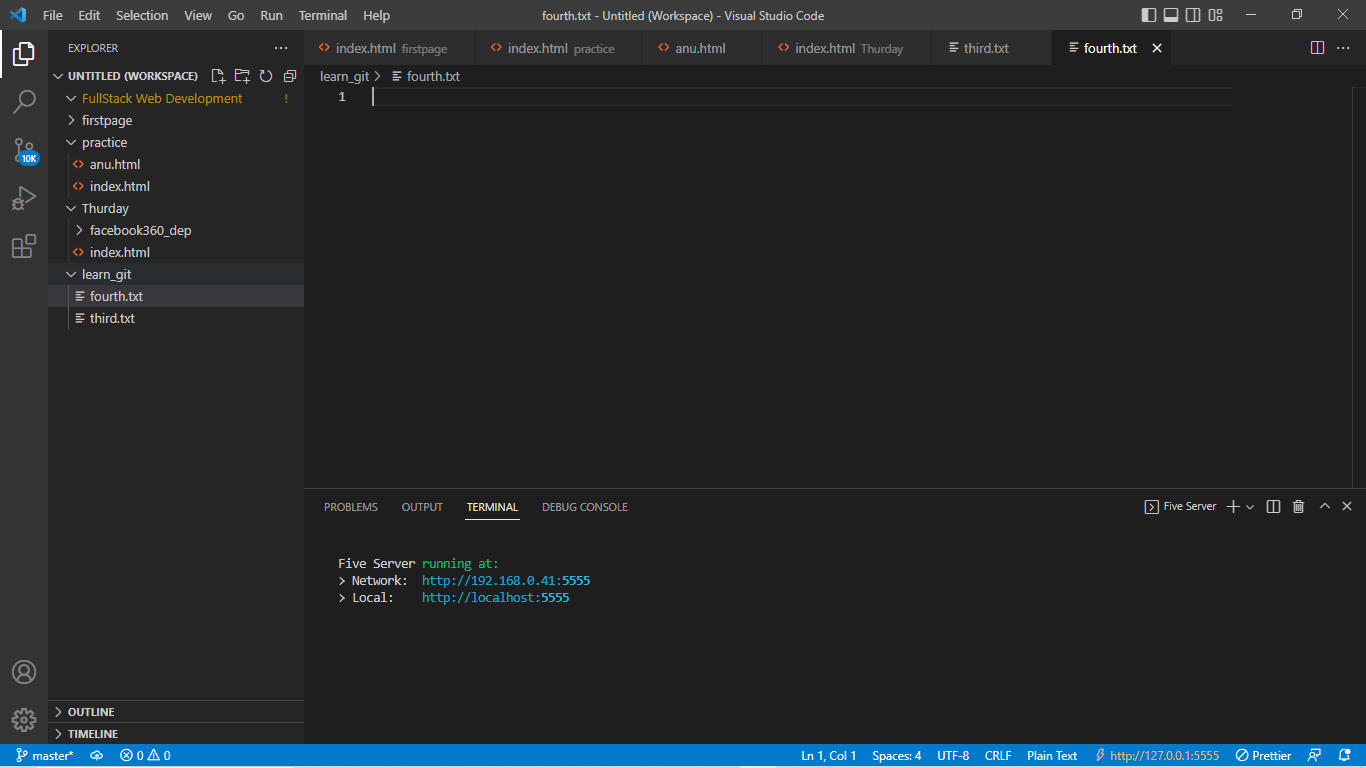 File Edit Selection View Go Run Terminal Help
fourth.txt - Untitled (Workspace) - Visual Studio Code
EXPLORER
index.html firstpage
index.html practice
anu.html
index.html Thurday
third.txt
fourth.txt
UNTITLED (WORKSPACE)
FullStack Web Development !
firstpage
practice
anu.html
index.html
Thurday
facebook360_dep
index.html
learn_git
fourth.txt
third.txt
10K
OUTLINE
TIMELINE
learn_git > fourth.txt
1
PROBLEMS OUTPUT TERMINAL DEBUG CONSOLE
Five Server
Five Server running at:
> Network: http://192.168.0.41:5555
> Local: http://localhost:5555
master* 0 0
Ln 1, Col 1 Spaces: 4 UTF-8 CRLF Plain Text http://127.0.0.1:5555 Prettier